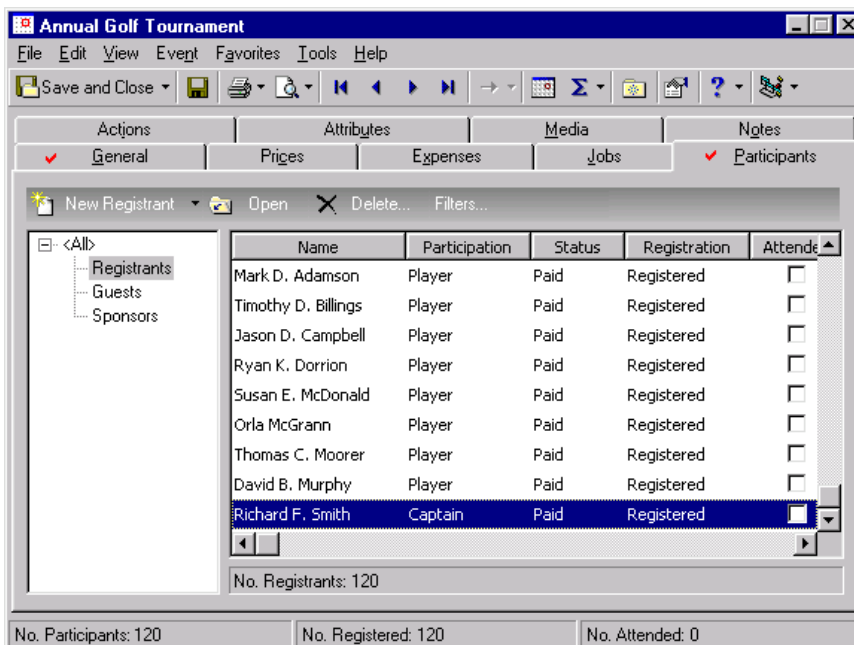 Annual Golf Tournament
File Edit View Event Favorites Tools Help
Save and Close
Actions Attributes Media Notes
General Prices Expenses Jobs Participants
New Registrant Open Delete... Filters...
<All>
Registrants
Guests
Sponsors
Name Participation Status Registration Attende
Mark D. Adamson Player Paid Registered
Timothy D. Billings Player Paid Registered
Jason D. Campbell Player Paid Registered
Ryan K. Dorrion Player Paid Registered
Susan E. McDonald Player Paid Registered
Orla McGrann Player Paid Registered
Thomas C. Moorer Player Paid Registered
David B. Murphy Player Paid Registered
Richard F. Smith Captain Paid Registered
No. Registrants: 120
No. Participants: 120 No. Registered: 120 No. Attended: 0